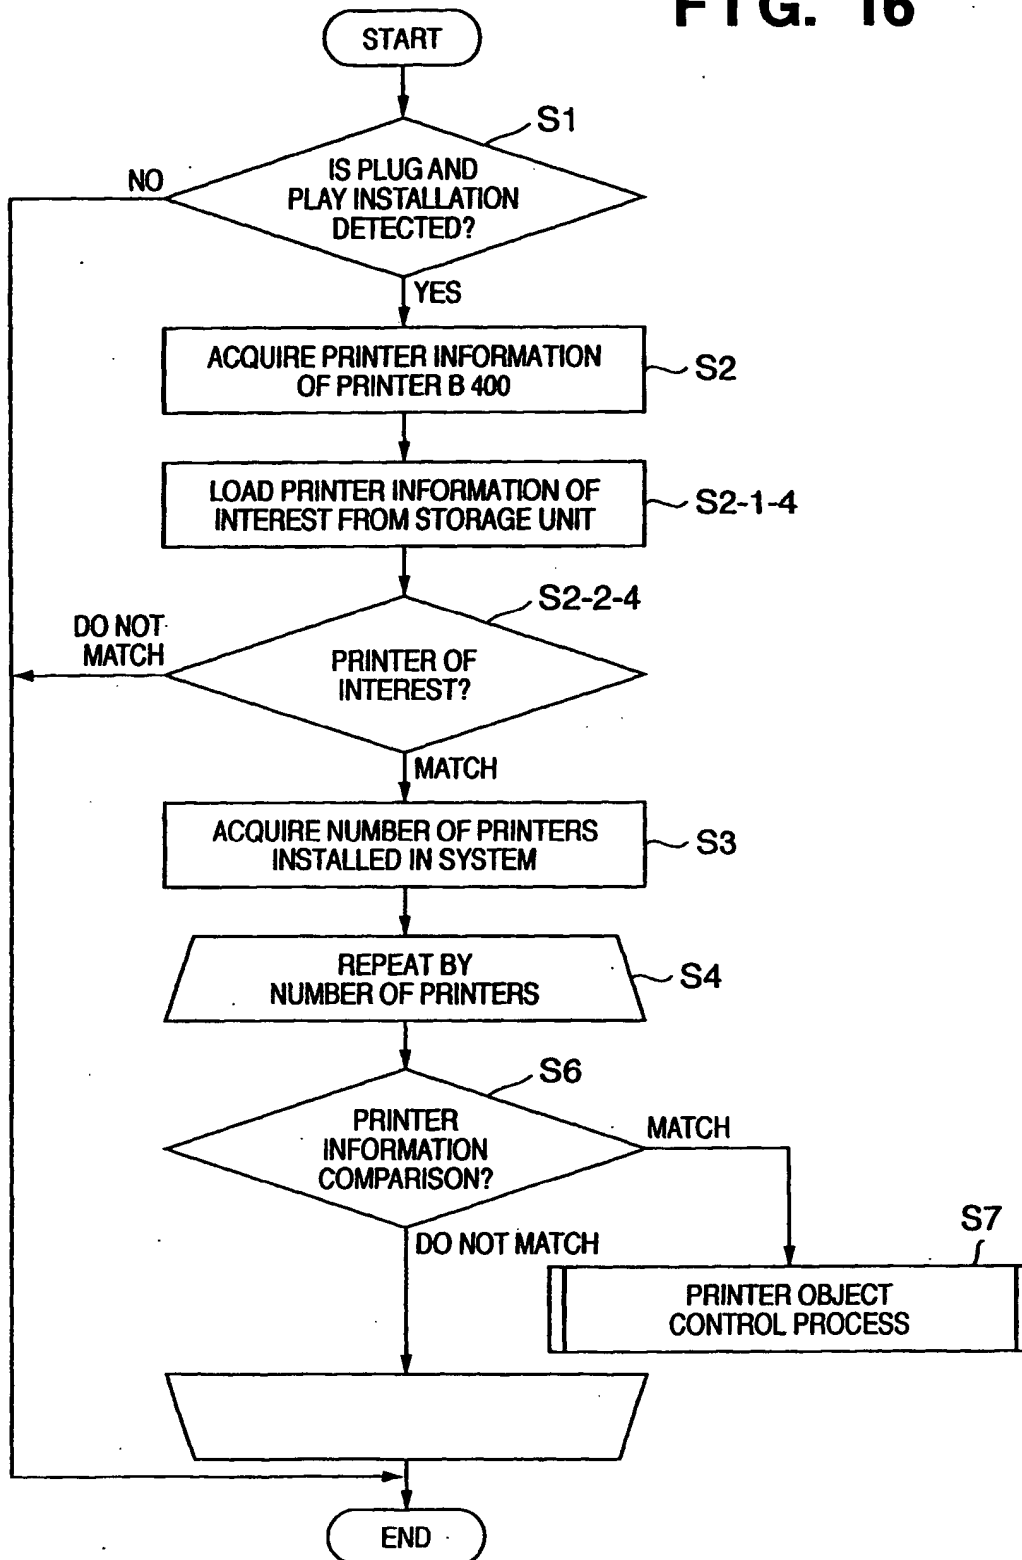 FIG. 16
START
S1
IS PLUG AND
PLAY INSTALLATION
DETECTED?
NO
YES
ACQUIRE PRINTER INFORMATION
OF PRINTER B 400
S2
LOAD PRINTER INFORMATION OF
INTEREST FROM STORAGE UNIT
S2-1-4
S2-2-4
DO NOT
MATCH
PRINTER OF
INTEREST?
MATCH
ACQUIRE NUMBER OF PRINTERS
INSTALLED IN SYSTEM
S3
REPEAT BY
NUMBER OF PRINTERS
S4
S6
PRINTER
INFORMATION
COMPARISON?
MATCH
DO NOT MATCH
S7
PRINTER OBJECT
CONTROL PROCESS
END